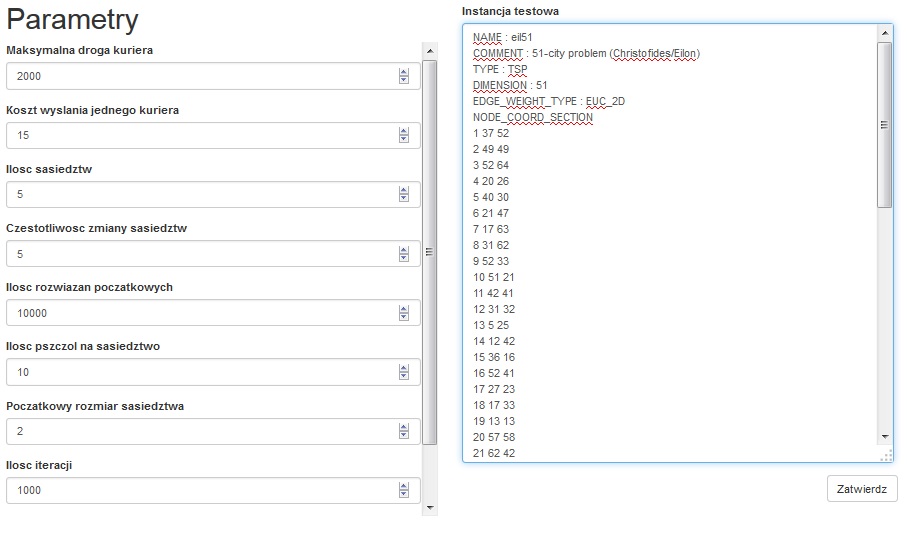 Parametry
Maksymalna droga kuriera
2000
Koszt wyslania jednego kuriera
15
Ilosc sasiedztw
5
Czestotliwosc zmiany sasiedztw
5
Ilosc rozwiazan poczatkowych
10000
Ilosc pszczol na sasiedztwo
10
Poczatkowy rozmiar sasiedztwa
2
Ilosc iteracji
1000
Instancja testowa
NAME : eil51
COMMENT : 51-city problem (Christofides/Eilon)
TYPE : TSP
DIMENSION : 51
EDGE_WEIGHT_TYPE : EUC_2D
NODE_COORD_SECTION
1 37 52
2 49 49
3 52 64
4 20 26
5 40 30
6 21 47
7 17 63
8 31 62
9 52 33
10 51 21
11 42 41
12 31 32
13 5 25
14 12 42
15 36 16
16 52 41
17 27 23
18 17 33
19 13 13
20 57 58
21 62 42
Zatwierdz